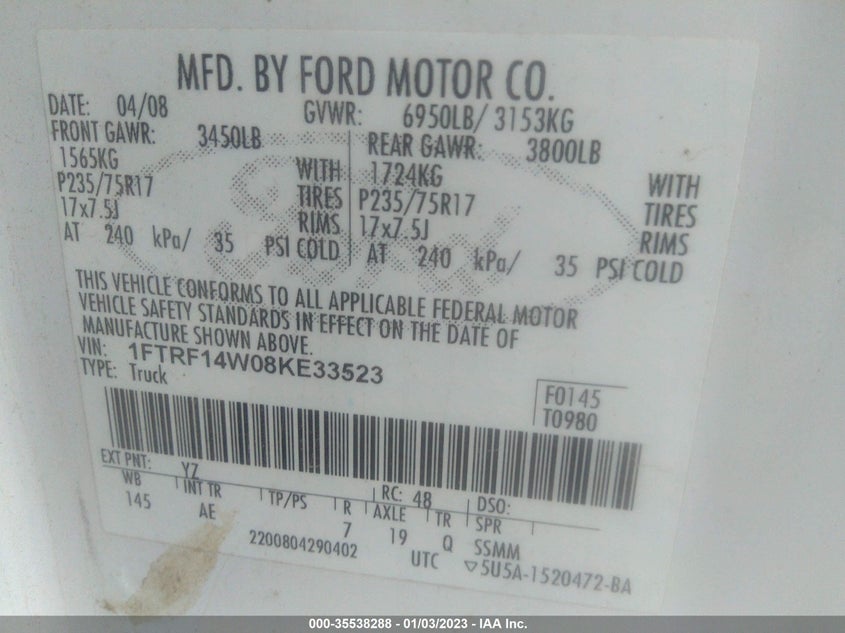 MFD. BY FORD MOTOR CO.
DATE: 04/08 GVWR: 6950LB/ 3153KG
FRONT GAWR: 3450LB REAR GAWR: 3800LB
1565KG WITH 1724KG WITH
P235/75R17 TIRES P235/75R17 TIRES
17x7.5J RIMS 17x7.5J RIMS
AT 240 kPa/ 35 PSI COLD AT 240 kPa/ 35 PSI COLD
THIS VEHICLE CONFORMS TO ALL APPLICABLE FEDERAL MOTOR
VEHICLE SAFETY STANDARDS IN EFFECT ON THE DATE OF
MANUFACTURE SHOWN ABOVE.
VIN: 1FTRF14W08KE33523
TYPE: Truck
F0145
T0980
EXT PNT: YZ RC: 48 DSO:
WB INT TR TP/PS R AXLE TR SPR
145 AE 7 19 Q SSMM
2200804290402 UTC ▽5U5A-1520472-BA
000-35538288 - 01/03/2023 - IAA Inc.